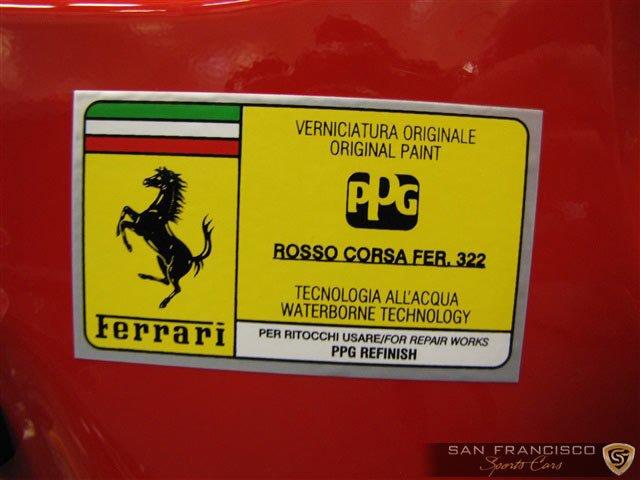 Ferrari
VERNICIATURA ORIGINALE
ORIGINAL PAINT
PPG
ROSSO CORSA FER. 322
TECNOLOGIA ALL'ACQUA
WATERBORNE TECHNOLOGY
PER RITOCCHI USARE/FOR REPAIR WORKS
PPG REFINISH
SAN FRANCISCO
Sports Cars